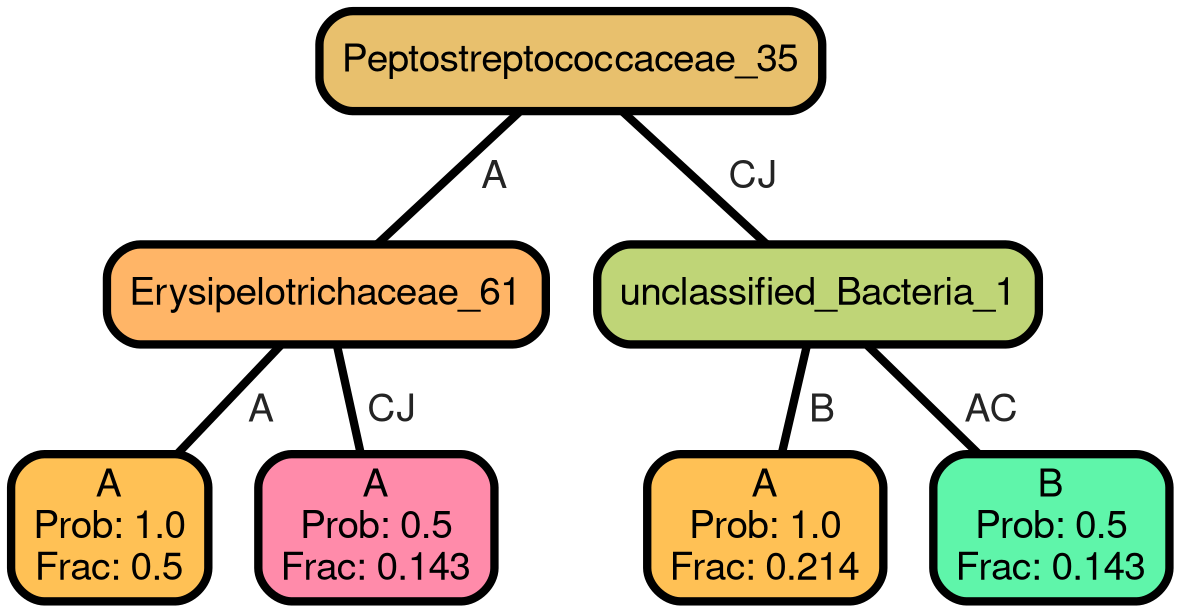 Peptostreptococcaceae_35
A
CJ
Erysipelotrichaceae_61
unclassified_Bacteria_1
A
CJ
B
AC
A
Prob: 1.0
Frac: 0.5
A
Prob: 0.5
Frac: 0.143
A
Prob: 1.0
Frac: 0.214
B
Prob: 0.5
Frac: 0.143